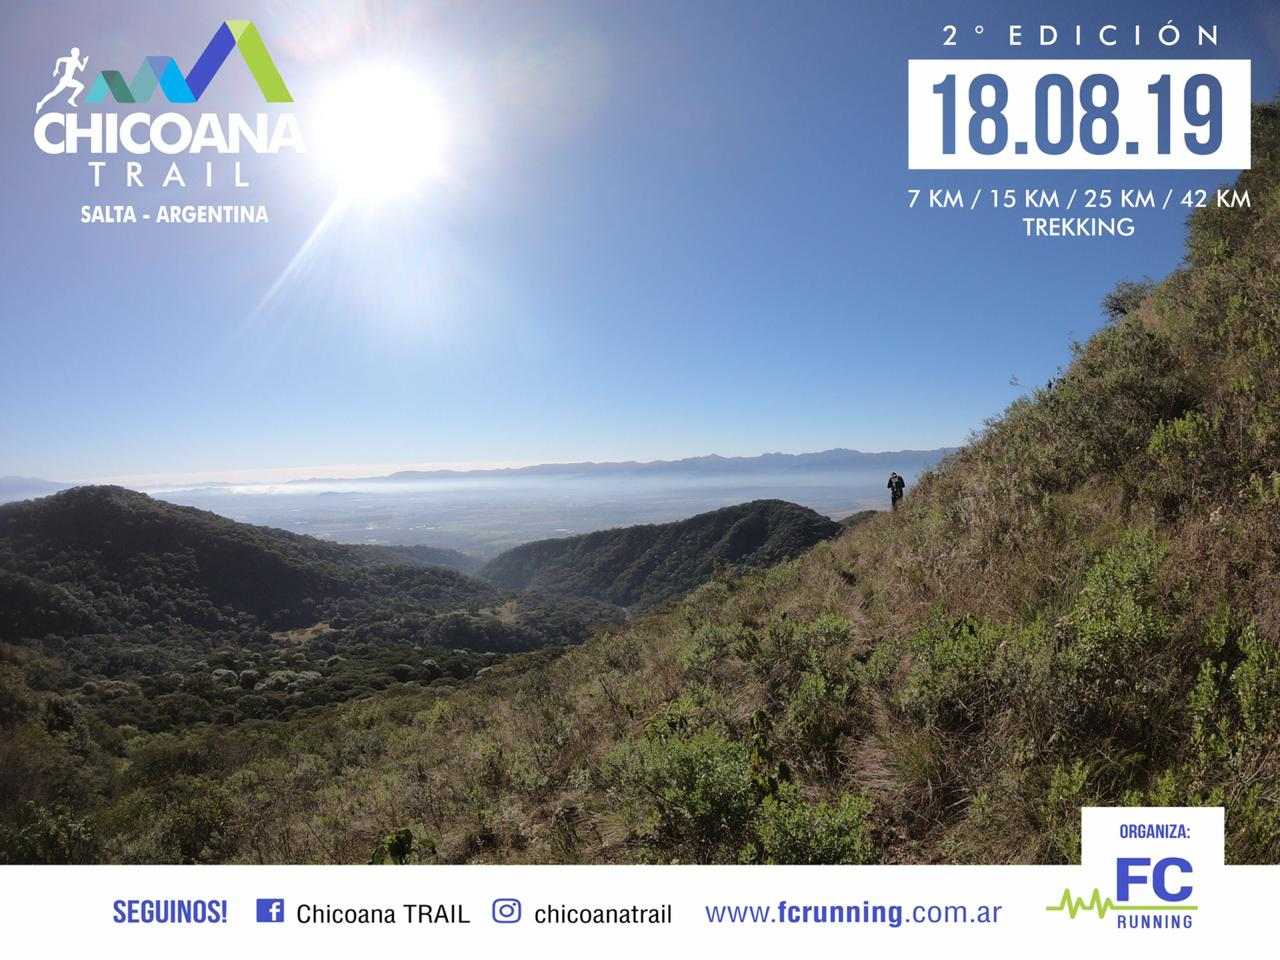 CHICOANA
TRAIL
SALTA - ARGENTINA
2° EDICIÓN
18.08.19
7 KM / 15 KM / 25 KM / 42 KM
TREKKING
ORGANIZA:
FC
RUNNING
SEGUINOS! Chicoana TRAIL chicoanatrail www.fcrunning.com.ar